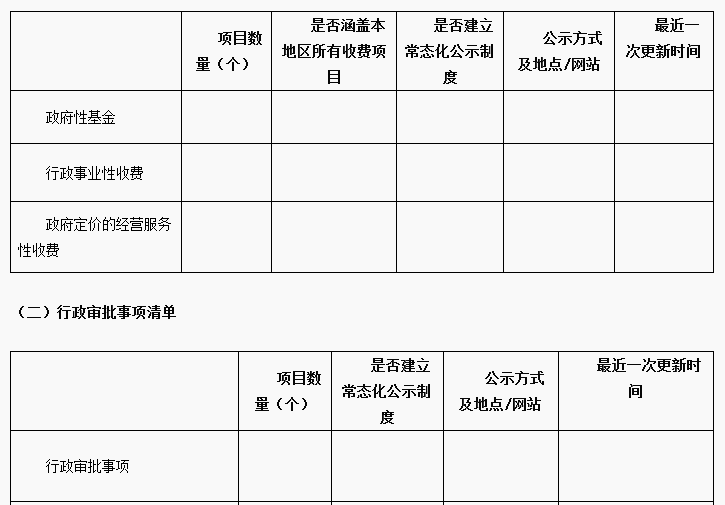 项目数
量（个）
是否涵盖本
地区所有收费项
目
是否建立
常态化公示制
度
公示方式
及地点/网站
最近一
次更新时间
政府性基金
行政事业性收费
政府定价的经营服务
性收费
（二）行政审批事项清单
项目数
量（个）
是否建立
常态化公示制
度
公示方式
及地点/网站
最近一次更新时
间
行政审批事项